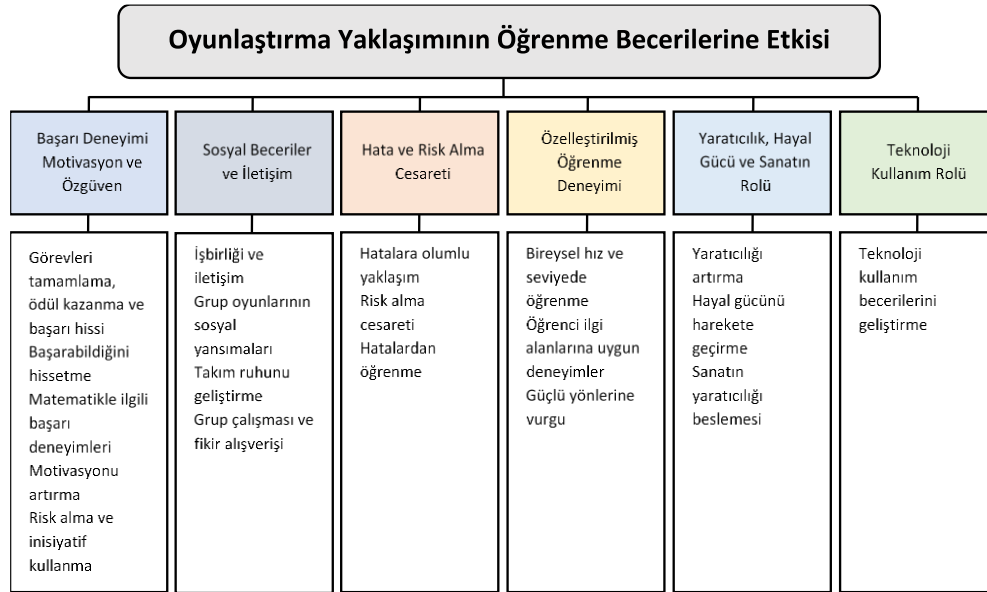 Oyunlaştırma Yaklaşımının Öğrenme Becerilerine Etkisi
Başarı Deneyimi
Motivasyon ve
Özgüven
Sosyal Beceriler
ve İletişim
Hata ve Risk Alma
Cesareti
Özelleştirilmiş
Öğrenme
Deneyimi
Yaratıcılık, Hayal
Gücü ve Sanatın
Rolü
Teknoloji
Kullanım Rolü
Görevleri
tamamlama,
ödül kazanma ve
başarı hissi
Başarabildiğini
hissetme
Matematikle ilgili
başarı
deneyimleri
Motivasyonu
artırma
Risk alma ve
inisiyatif
kullanma
İşbirliği ve
iletişim
Grup oyunlarının
sosyal
yansımaları
Takım ruhunu
geliştirme
Grup çalışması ve
fikir alışverişi
Hatalara olumlu
yaklaşım
Risk alma
cesareti
Hatalardan
öğrenme
Bireysel hız ve
seviyede
öğrenme
Öğrenci ilgi
alanlarına uygun
deneyimler
Güçlü yönlerine
vurgu
Yaratıcılığı
artırma
Hayal gücünü
harekete
geçirme
Sanatın
yaratıcılığı
beslemesi
Teknoloji
kullanım
becerilerini
geliştirme